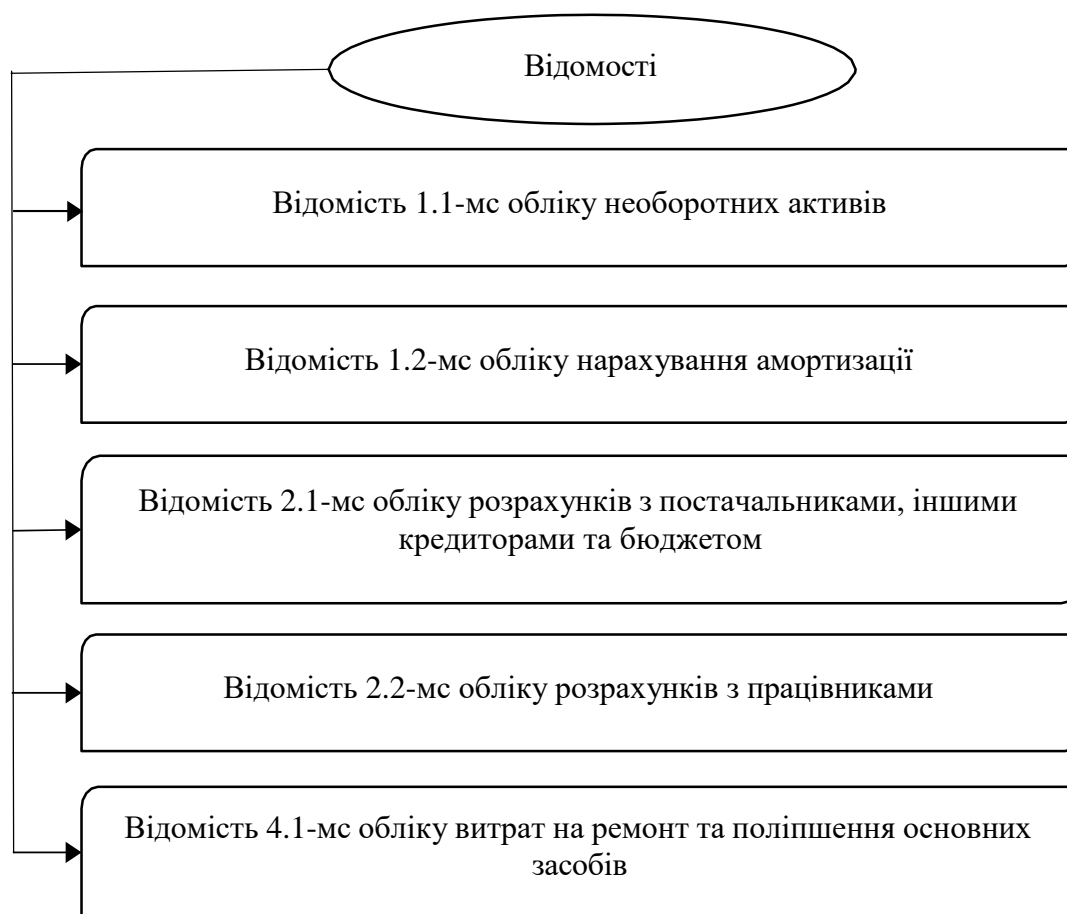 Відомості
Відомість 1.1-мс обліку необоротних активів
Відомість 1.2-мс обліку нарахування амортизації
Відомість 2.1-мс обліку розрахунків з постачальниками, іншими
кредиторами та бюджетом
Відомість 2.2-мс обліку розрахунків з працівниками
Відомість 4.1-мс обліку витрат на ремонт та поліпшення основних
засобів